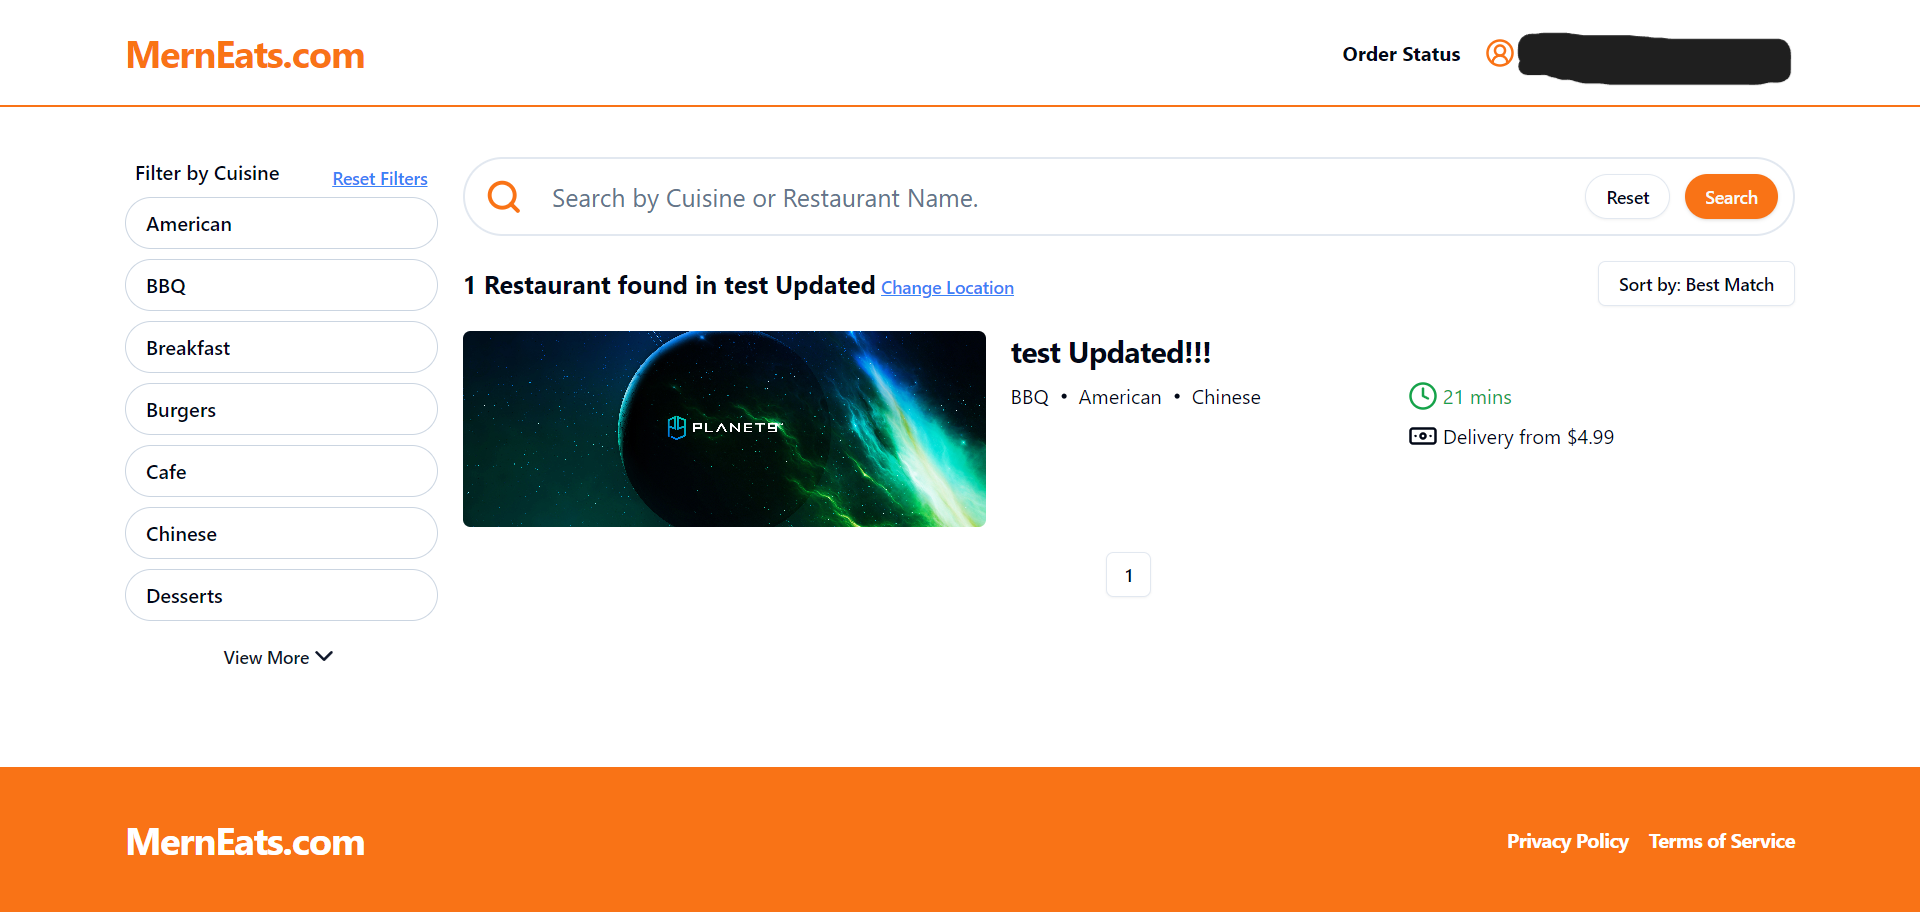 MernEats.com
Order Status
Filter by Cuisine
Reset Filters
American
BBQ
Breakfast
Burgers
Cafe
Chinese
Desserts
View More
Search by Cuisine or Restaurant Name.
Reset
Search
1 Restaurant found in test Updated Change Location
Sort by: Best Match
PLANET9
test Updated!!!
BBQ • American • Chinese
21 mins
Delivery from $4.99
1
MernEats.com
Privacy Policy
Terms of Service